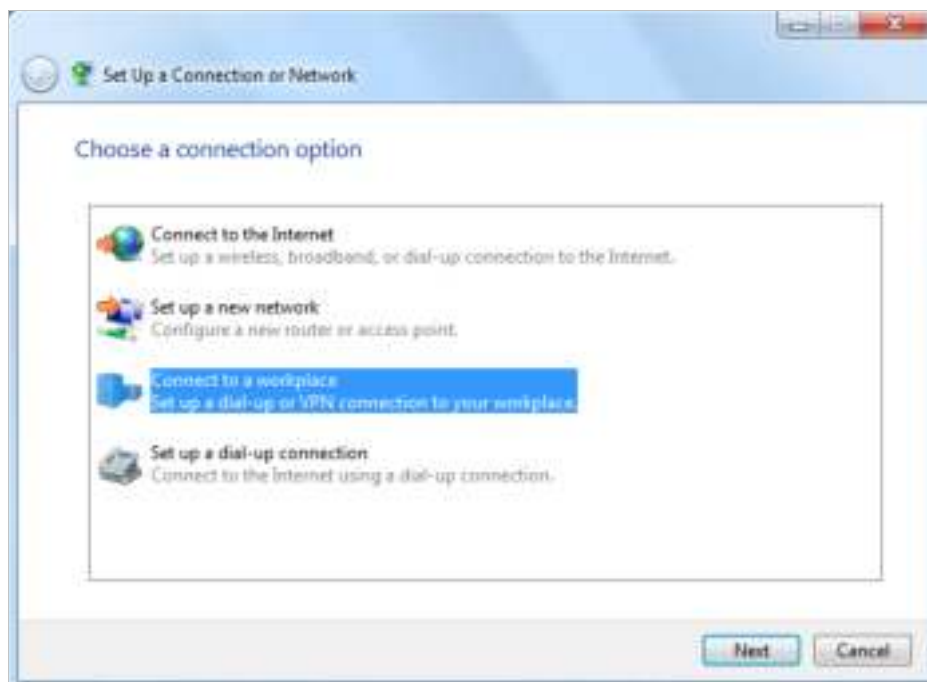 Set Up a Connection or Network
Choose a connection option
Connect to the Internet
Set up a wireless, broadband, or dial-up connection to the Internet.
Set up a new network
Configure a new router or access point.
Connect to a workplace
Set up a dial-up or VPN connection to your workplace.
Set up a dial-up connection
Connect to the Internet using a dial-up connection.
Next
Cancel